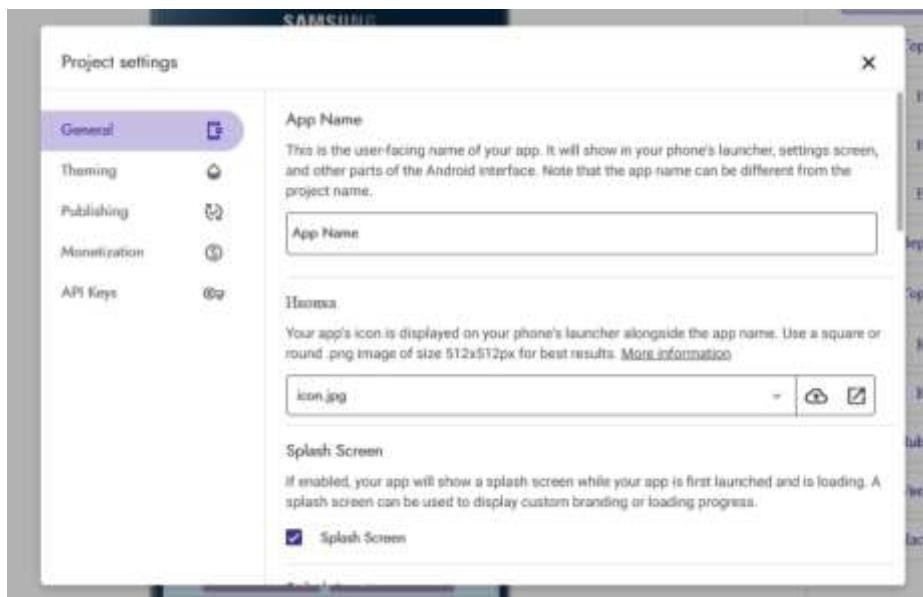 SAMSUNG
Project settings
General
Theming
Publishing
Monetization
API Keys
App Name
This is the user-facing name of your app. It will show in your phone's launcher, settings screen,
and other parts of the Android interface. Note that the app name can be different from the
project name.
App Name
Иконка
Your app's icon is displayed on your phone's launcher alongside the app name. Use a square or
round .png image of size 512x512px for best results. More information
icon.jpg
Splash Screen
If enabled, your app will show a splash screen while your app is first launched and is loading. A
splash screen can be used to display custom branding or loading progress.
Splash Screen